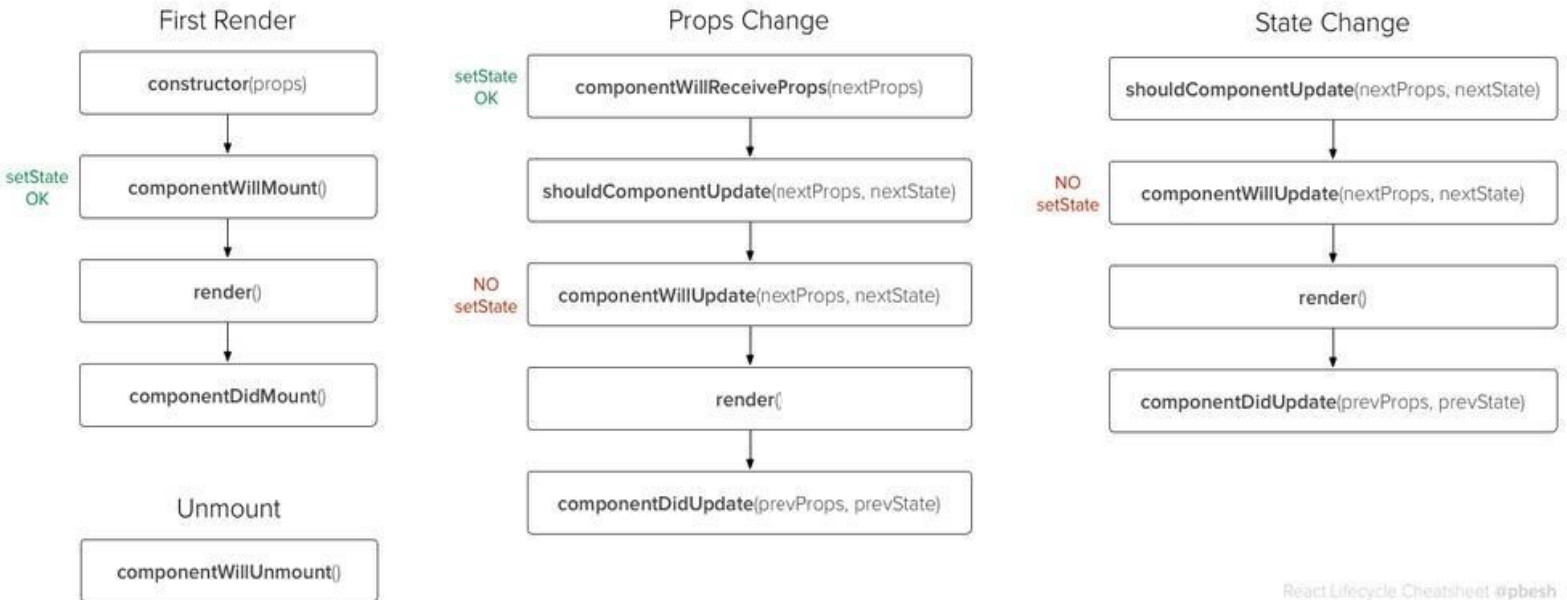 First Render
constructor(props)
setState
OK
componentWillMount()
render()
componentDidMount()
Unmount
componentWillUnmount()
Props Change
setState
OK
componentWillReceiveProps(nextProps)
shouldComponentUpdate(nextProps, nextState)
NO
setState
componentWillUpdate(nextProps, nextState)
render()
componentDidUpdate(prevProps, prevState)
State Change
shouldComponentUpdate(nextProps, nextState)
NO
setState
componentWillUpdate(nextProps, nextState)
render()
componentDidUpdate(prevProps, prevState)
React Lifecycle Cheatsheet @pbesh